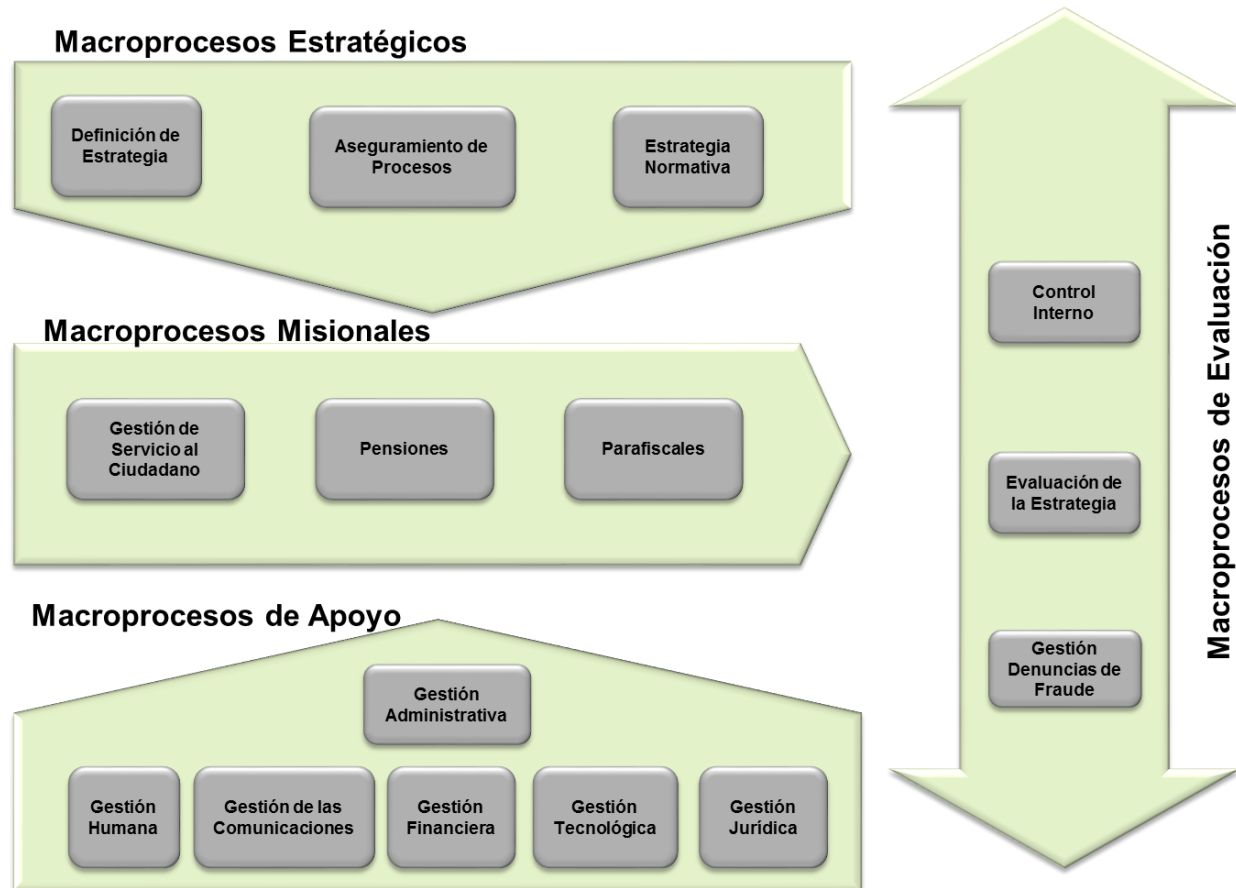 Macroprocesos Estratégicos
Definición de
Estrategia
Aseguramiento de
Procesos
Estrategia
Normativa
Macroprocesos Misionales
Gestión de
Servicio al
Ciudadano
Pensiones
Parafiscales
Macroprocesos de Apoyo
Gestión
Administrativa
Gestión
Humana
Gestión de las
Comunicaciones
Gestión
Financiera
Gestión
Tecnológica
Gestión
Jurídica
Macroprocesos de Evaluación
Control
Interno
Evaluación de
la Estrategia
Gestión
Denuncias de
Fraude